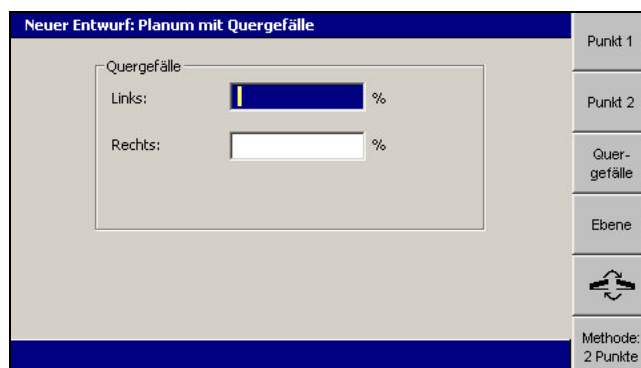 Neuer Entwurf: Planum mit Quergefälle
Quergefälle
Links: %
Rechts: %
Punkt 1
Punkt 2
Quer-
gefälle
Ebene
Methode:
2 Punkte